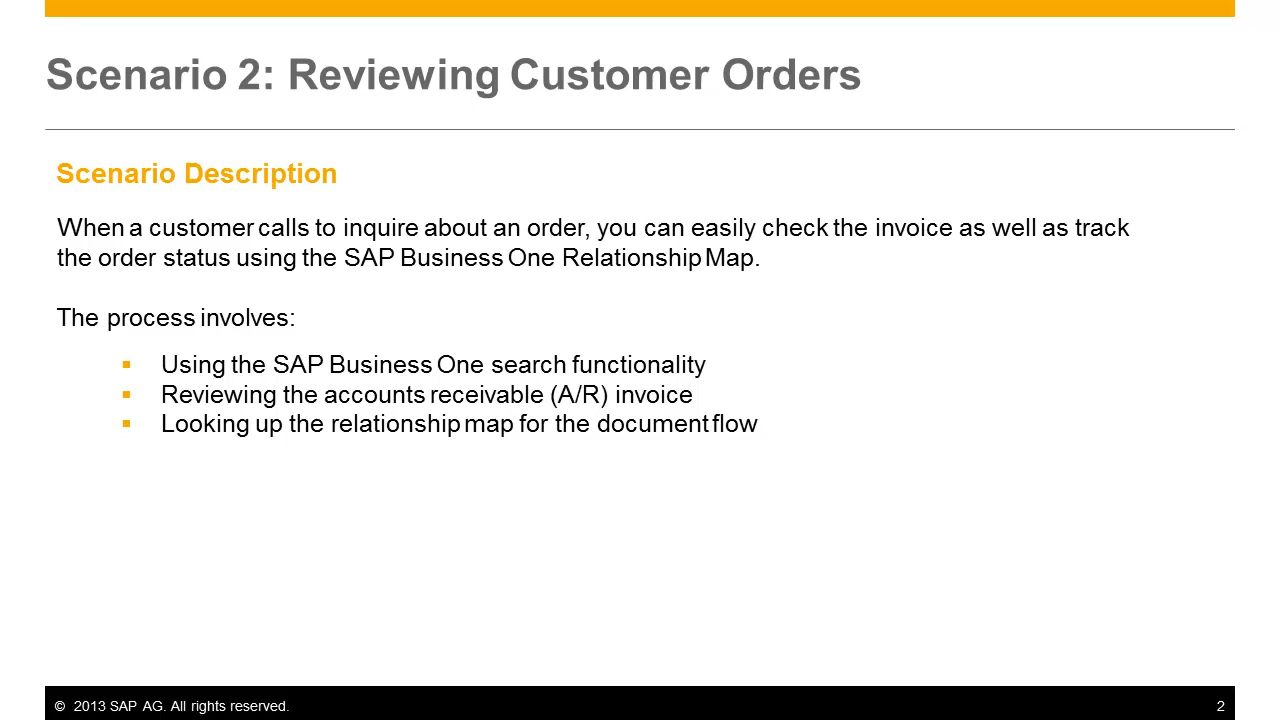 Scenario 2: Reviewing Customer Orders
Scenario Description
When a customer calls to inquire about an order, you can easily check the invoice as well as track
the order status using the SAP Business One Relationship Map.
The process involves:
▪ Using the SAP Business One search functionality
▪ Reviewing the accounts receivable (A/R) invoice
▪ Looking up the relationship map for the document flow
© 2013 SAP AG. All rights reserved.
2